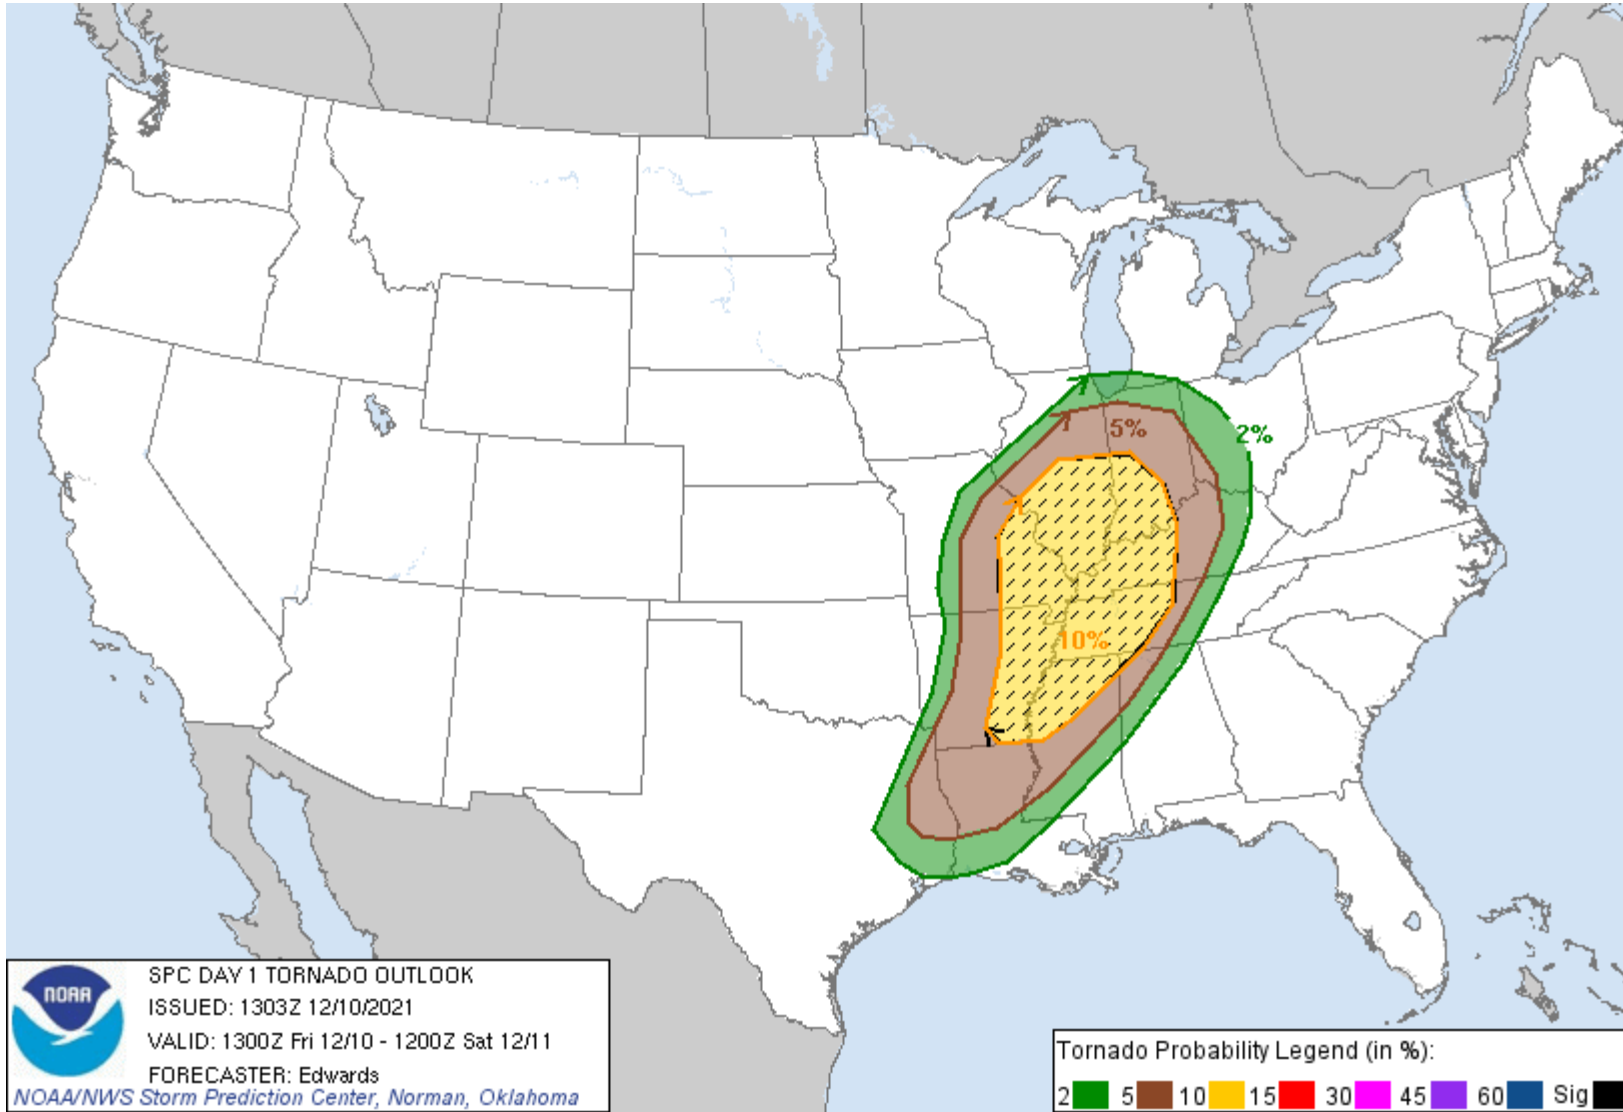 5%
2%
10%
NOAA
SPC DAY 1 TORNADO OUTLOOK
ISSUED: 1303Z 12/10/2021
VALID: 1300Z Fri 12/10 - 1200Z Sat 12/11
FORECASTER: Edwards
NOAA/NWS Storm Prediction Center, Norman, Oklahoma
Tornado Probability Legend (in %):
2 5 10 15 30 45 60 Sig